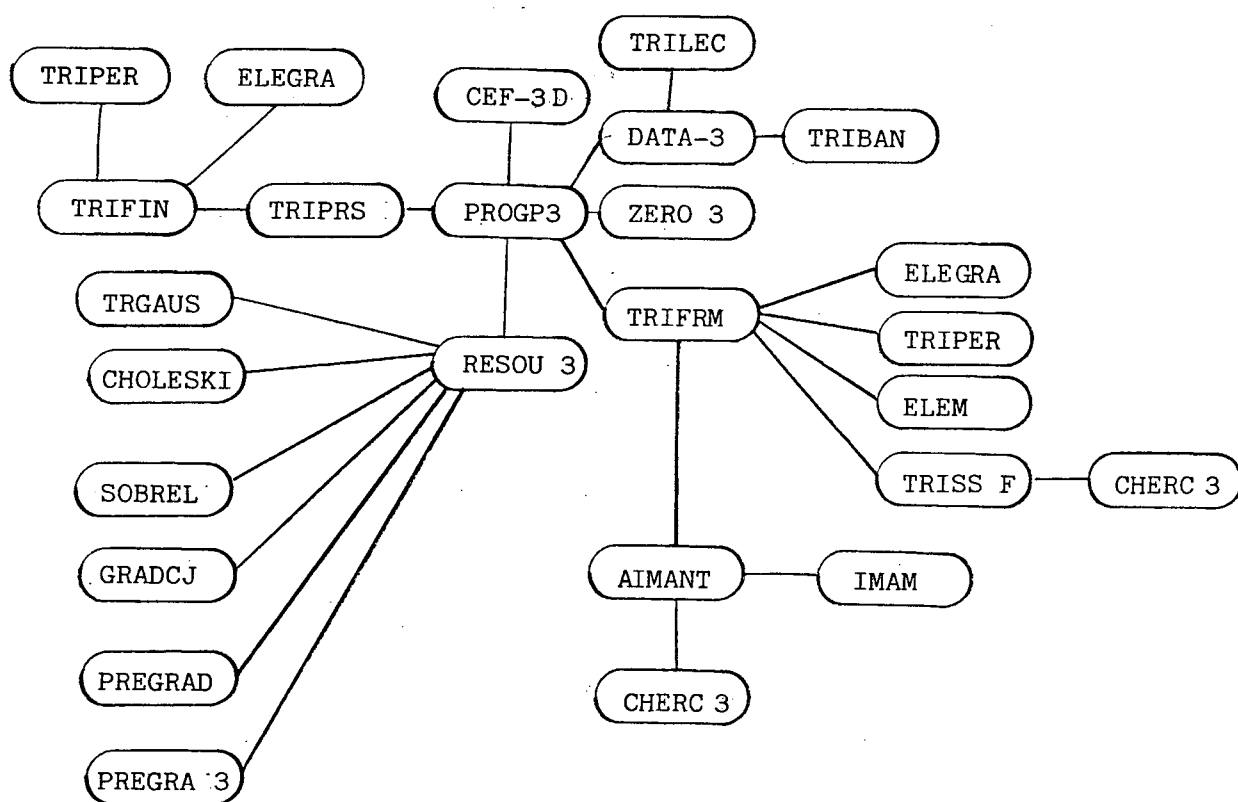 TRILEC
TRIPER
ELEGRA
CEF-3D
DATA-3
TRIBAN
TRIFIN
TRIPRS
PROGP3
ZERO 3
ELEGRA
TRGAUS
TRIFRM
TRIPER
RESOU 3
CHOLESKI
ELEM
SOBREL
TRISS F
CHERC 3
GRADCJ
AIMANT
IMAM
PREGRAD
CHERC 3
PREGRA 3